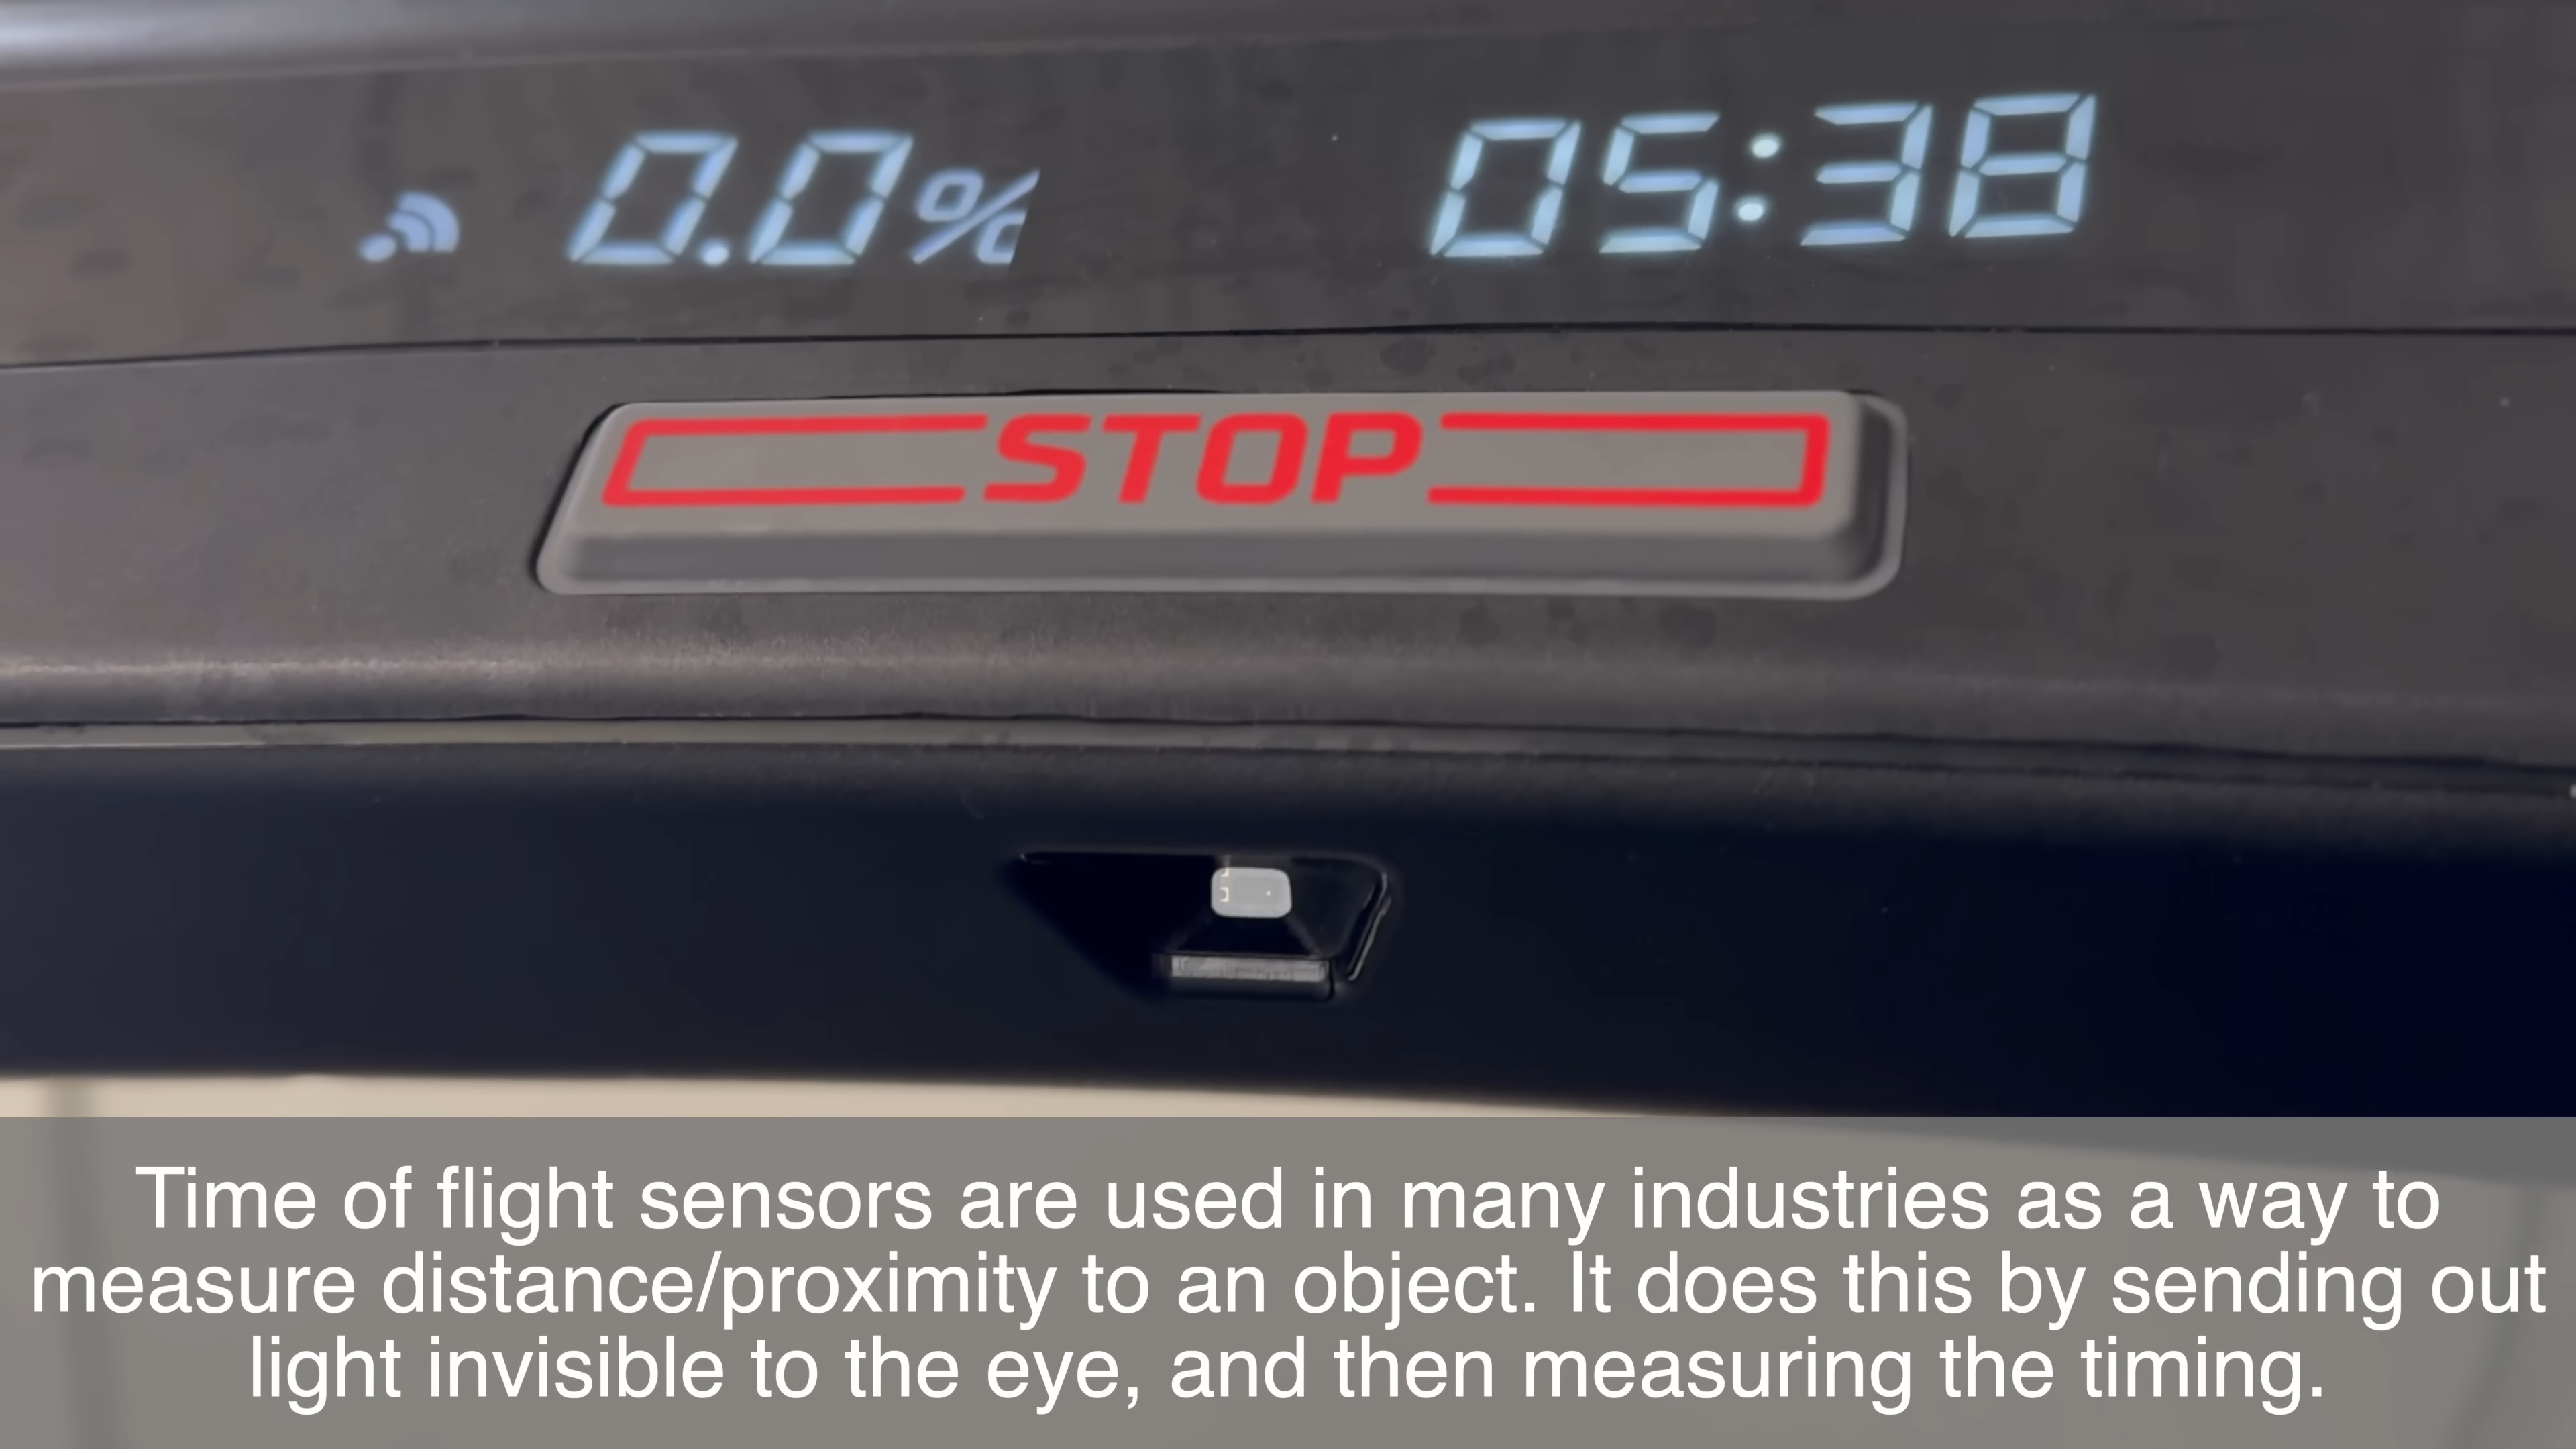 0.0% 05:38
STOP
Time of flight sensors are used in many industries as a way to
measure distance/proximity to an object. It does this by sending out
light invisible to the eye, and then measuring the timing.